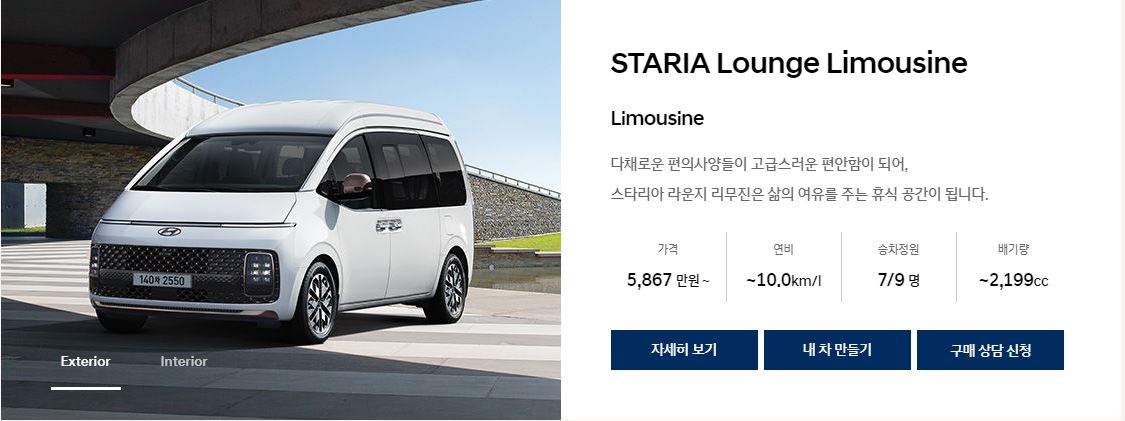 STARIA Lounge Limousine
Limousine
다채로운 편의사양들이 고급스러운 편안함이 되어,
스타리아 라운지 리무진은 삶의 여유를 주는 휴식 공간이 됩니다.
가격 연비 승차정원 배기량
5,867 만원 ~ ~10.0km/l 7/9 명 ~2,199cc
자세히 보기 내 차 만들기 구매 상담 신청
140차 2550
Exterior Interior